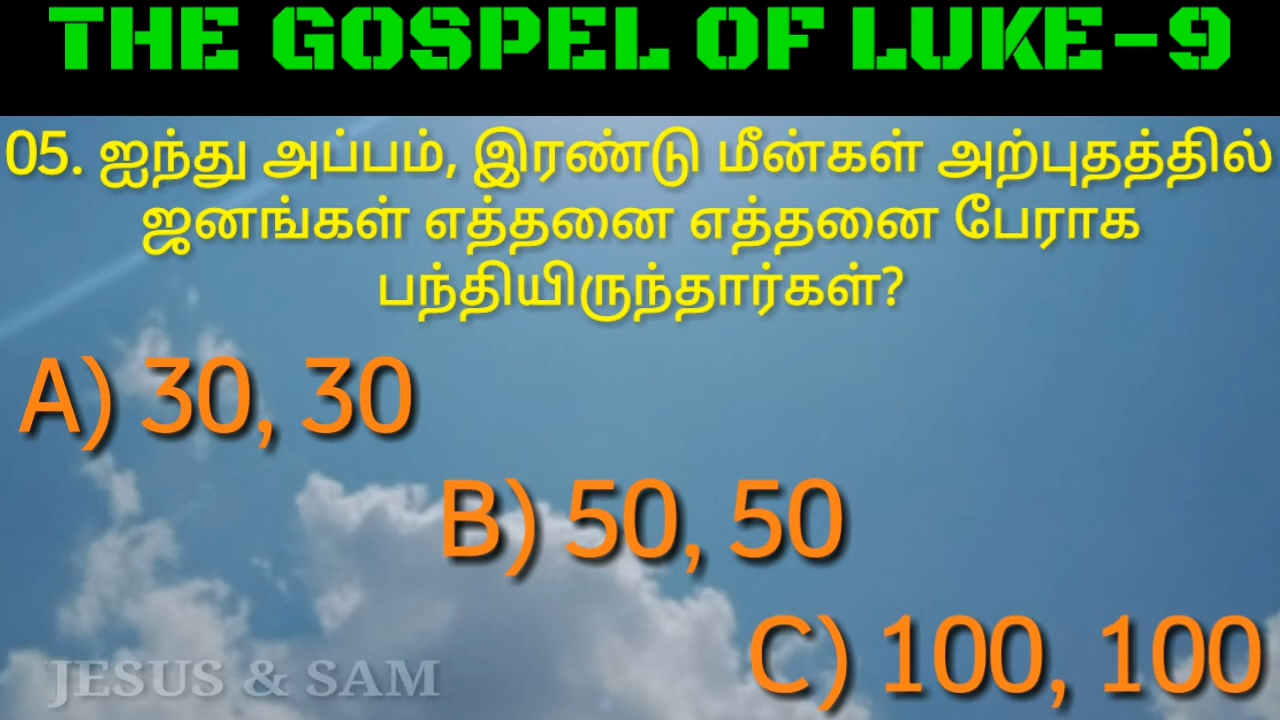 THE GOSPEL OF LUKE-9
05. ஐந்து அப்பம், இரண்டு மீன்கள் அற்புதத்தில்
ஜனங்கள் எத்தனை எத்தனை பேராக
பந்தியிருந்தார்கள்?
A) 30, 30
B) 50, 50
C) 100, 100
JESUS & SAM